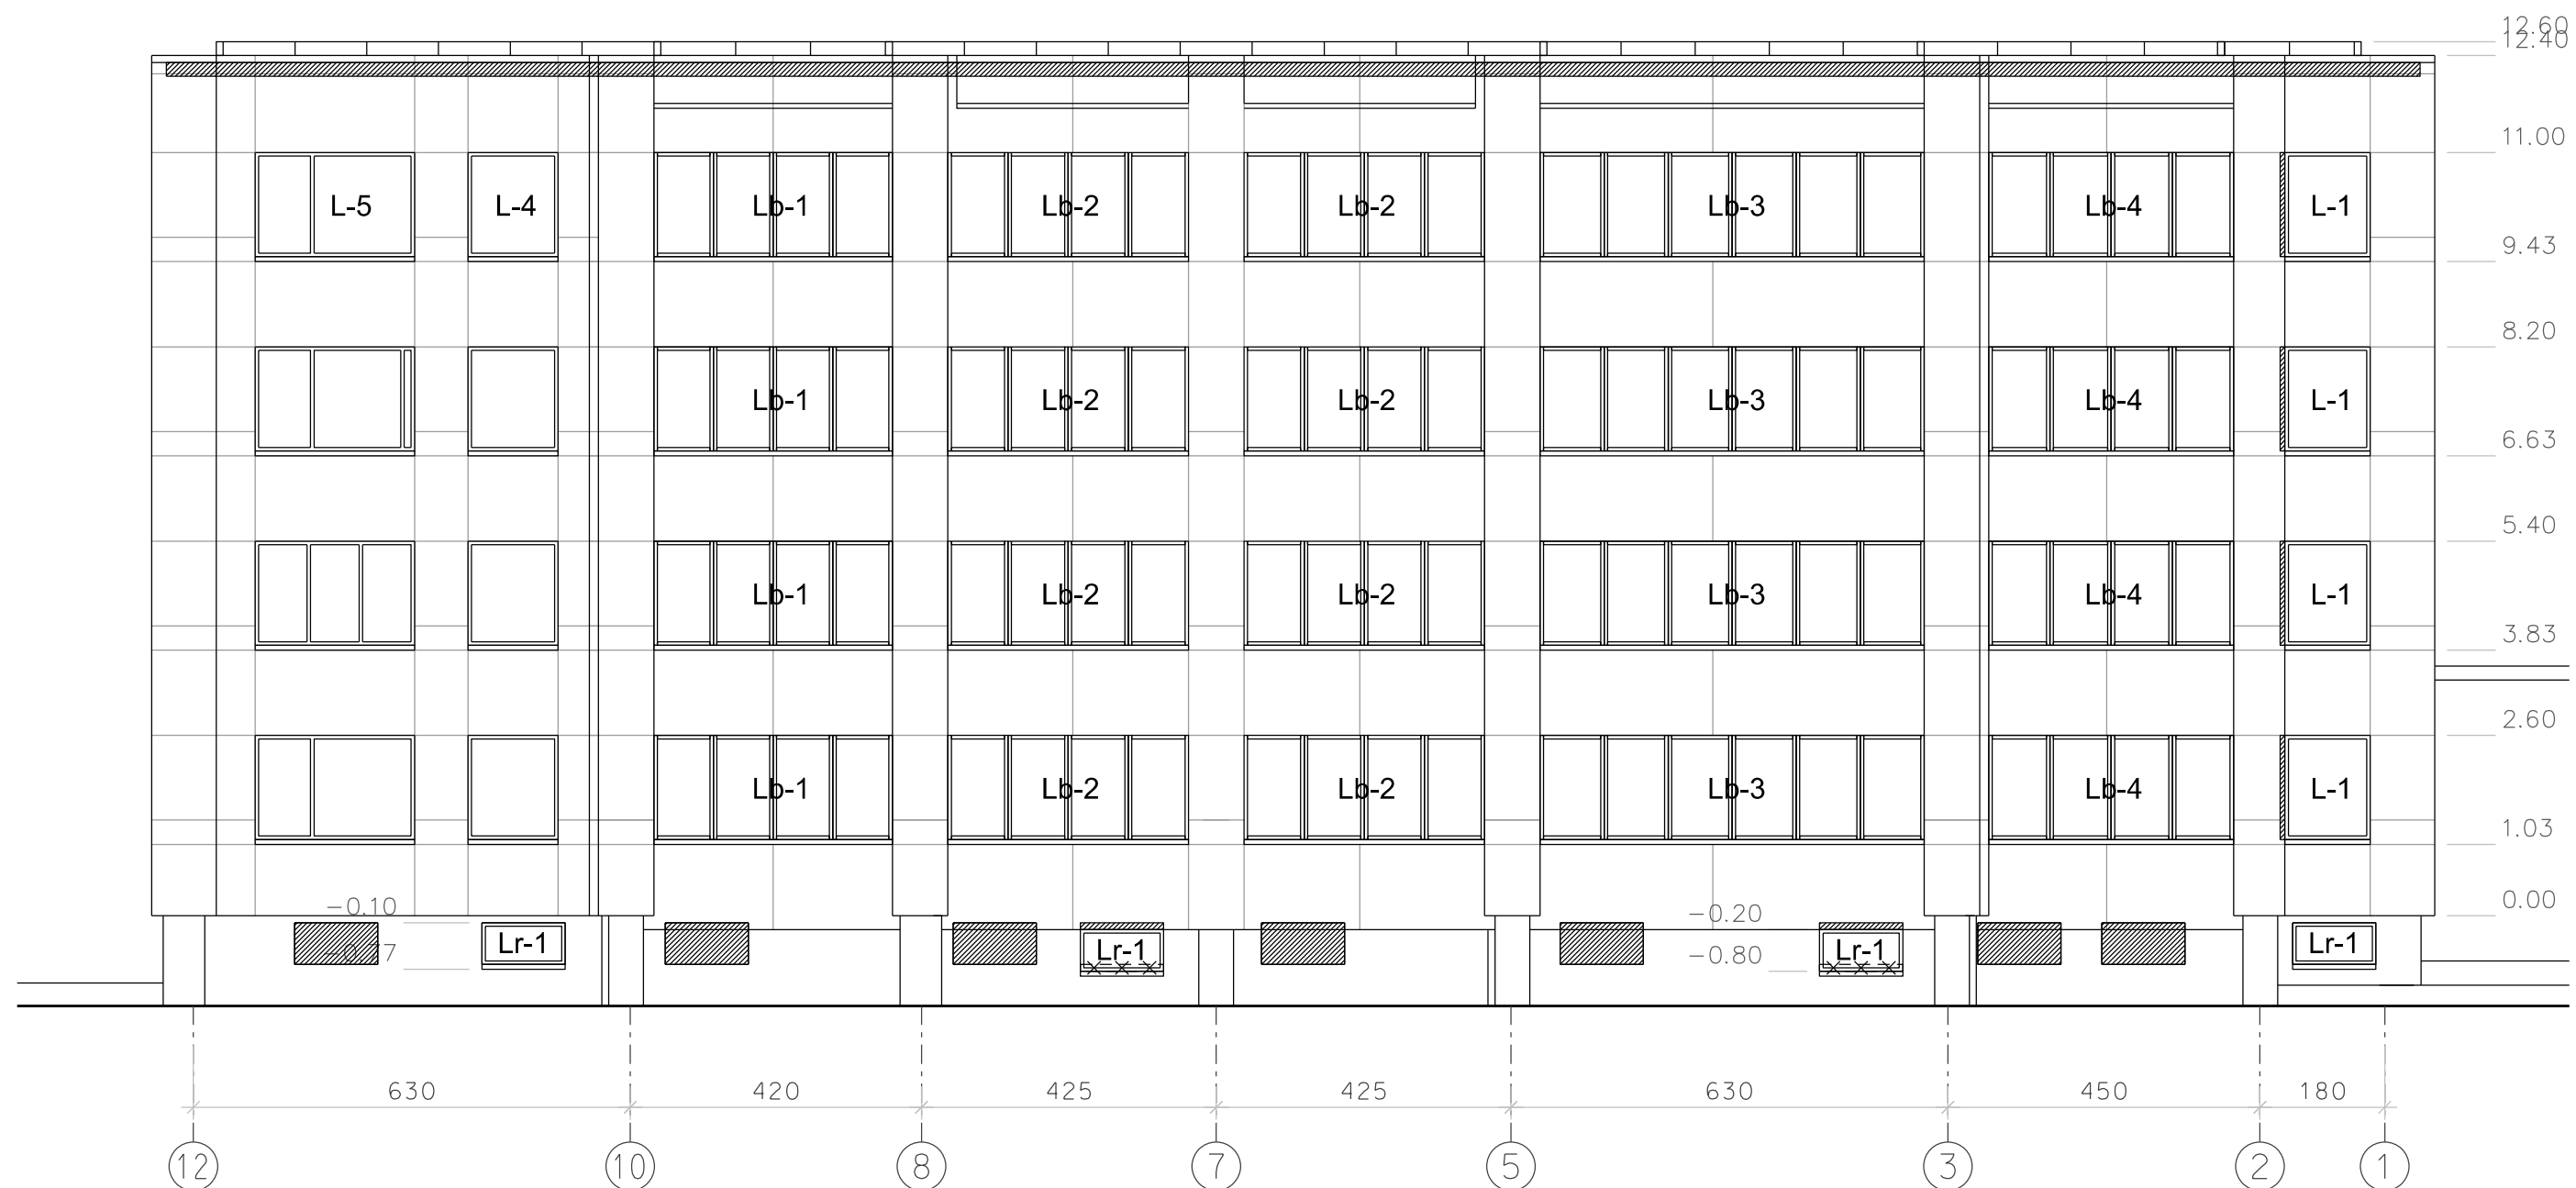 12.60
12.40
11.00
L-5 L-4 Lb-1 Lb-2 Lb-2 Lb-3 Lb-4 L-1
9.43
8.20
Lb-1 Lb-2 Lb-2 Lb-3 Lb-4 L-1
6.63
5.40
Lb-1 Lb-2 Lb-2 Lb-3 Lb-4 L-1
3.83
2.60
Lb-1 Lb-2 Lb-2 Lb-3 Lb-4 L-1
1.03
−0.10 −0.20 0.00
Lr-1 Lr-1 Lr-1 Lr-1
−0.77 −0.80
630 420 425 425 630 450 180
12 10 8 7 5 3 2 1